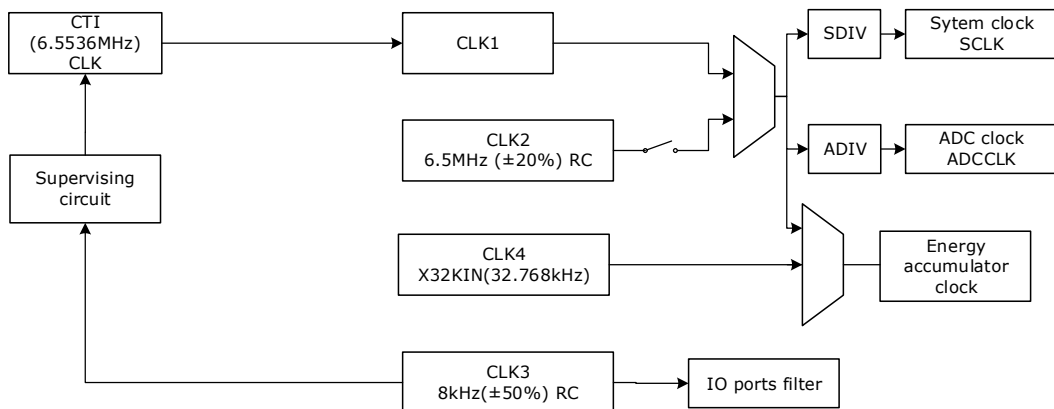 CTI
(6.5536MHz)
CLK
CLK1
SDIV
Sytem clock
SCLK
CLK2
6.5MHz (±20%) RC
ADIV
ADC clock
ADCCLK
Supervising
circuit
CLK4
X32KIN(32.768kHz)
Energy
accumulator
clock
CLK3
8kHz(±50%) RC
IO ports filter